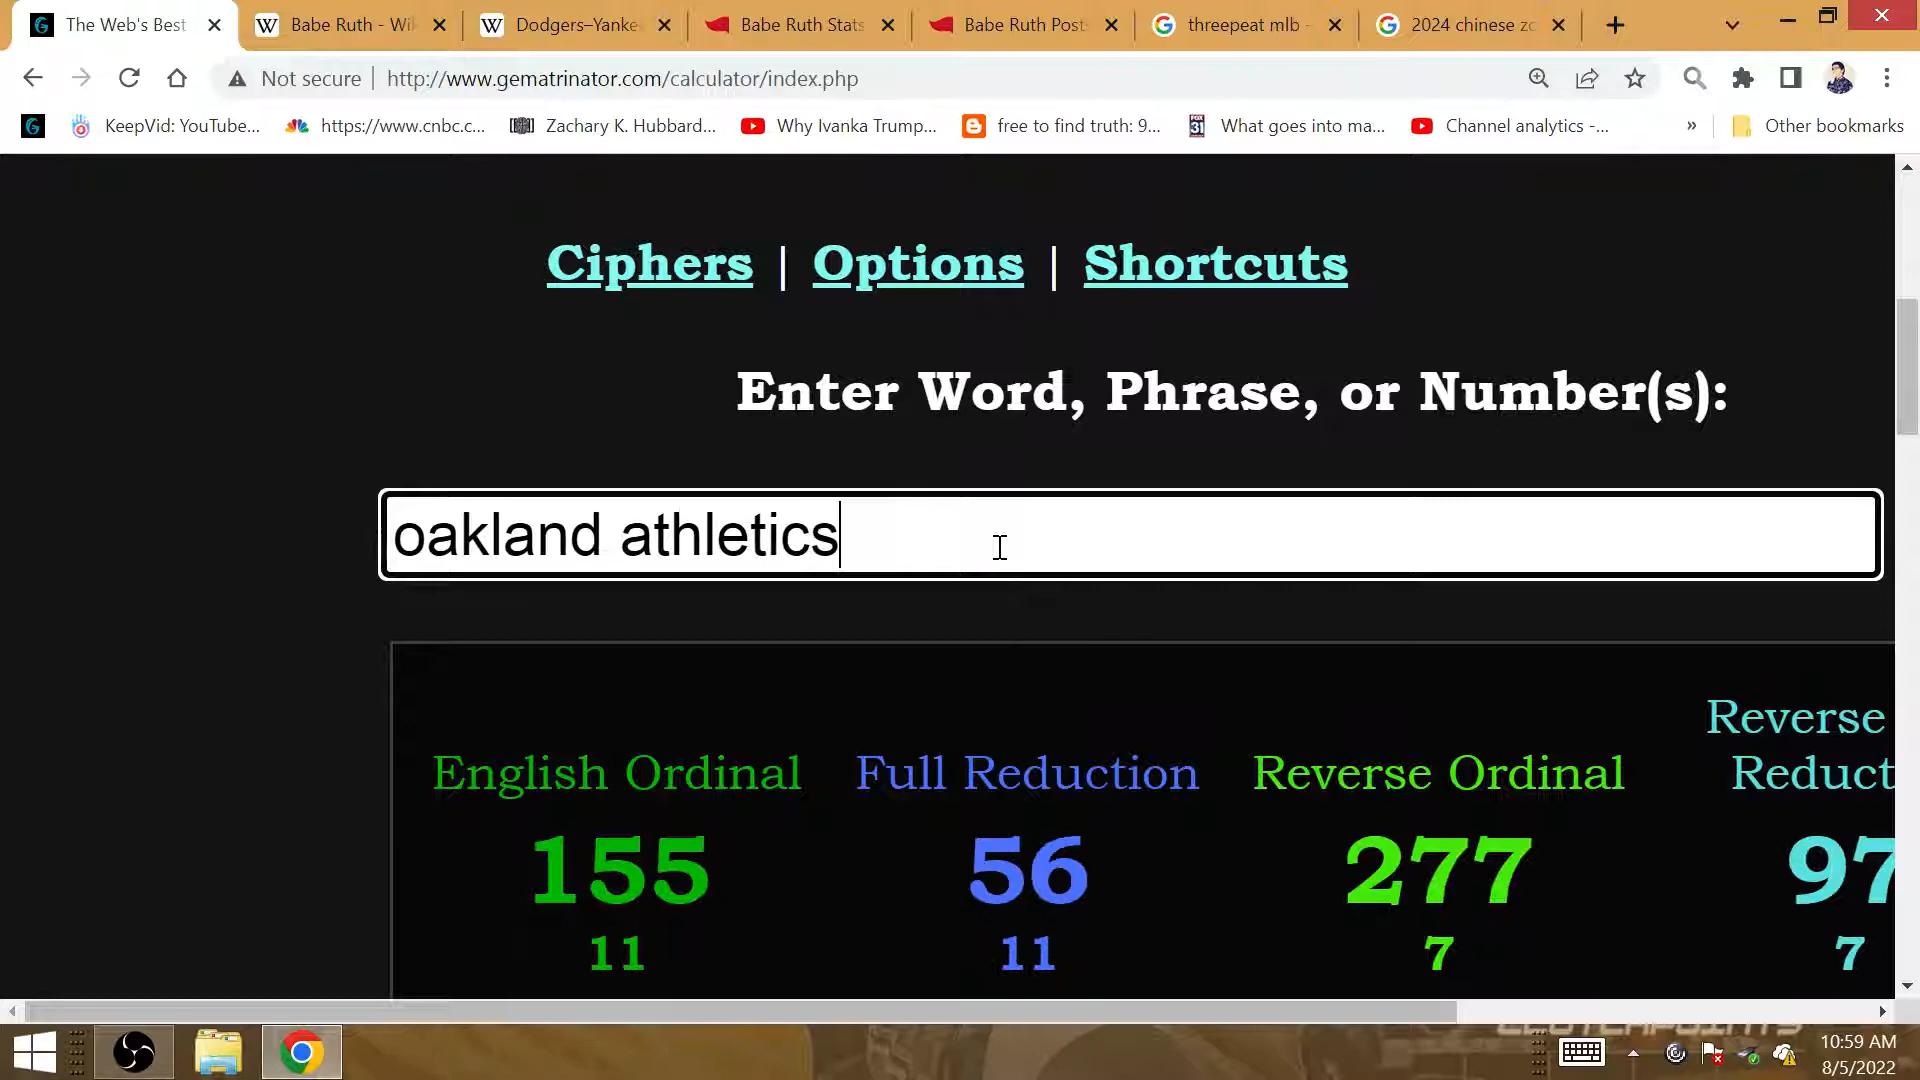 The Web's Best
Babe Ruth - Wik
Dodgers–Yanke
Babe Ruth Stats
Babe Ruth Post
threepeat mlb -
2024 chinese zo
Not secure | http://www.gematrinator.com/calculator/index.php
KeepVid: YouTube...
https://www.cnbc.c...
Zachary K. Hubbard...
Why Ivanka Trump...
free to find truth: 9...
What goes into ma...
Channel analytics -...
»
Other bookmarks
Ciphers | Options | Shortcuts
Enter Word, Phrase, or Number(s):
oakland athletics
English Ordinal
155
11
Full Reduction
56
11
Reverse Ordinal
277
7
Reverse
Reduct
97
7
CLUTCHPOINTS
10:59 AM
8/5/2022